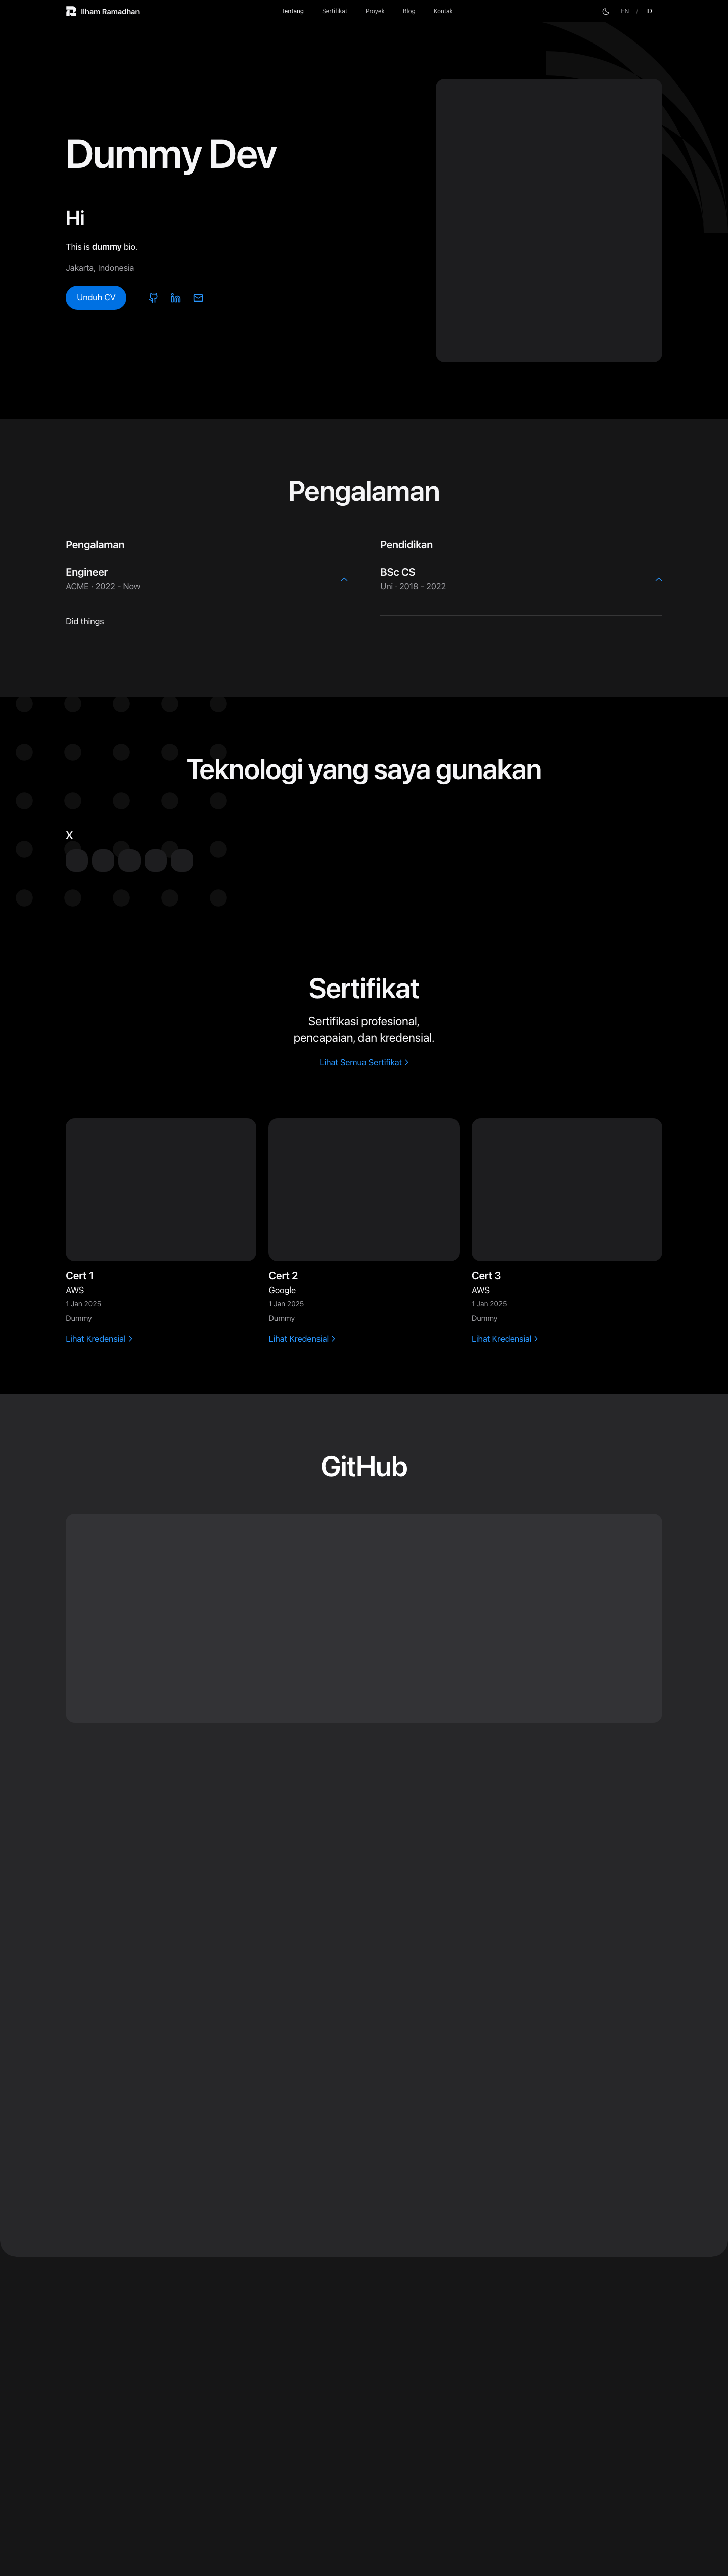 Ilham Ramadhan
Tentang
Sertifikat
Proyek
Blog
Kontak
EN / ID
Dummy Dev
Hi
This is dummy bio.
Jakarta, Indonesia
Unduh CV
Pengalaman
Pengalaman
Engineer
ACME · 2022 - Now
Did things
Pendidikan
BSc CS
Uni · 2018 - 2022
Teknologi yang saya gunakan
X
Sertifikat
Sertifikasi profesional,
pencapaian, dan kredensial.
Lihat Semua Sertifikat
Cert 1
AWS
1 Jan 2025
Dummy
Lihat Kredensial
Cert 2
Google
1 Jan 2025
Dummy
Lihat Kredensial
Cert 3
AWS
1 Jan 2025
Dummy
Lihat Kredensial
GitHub